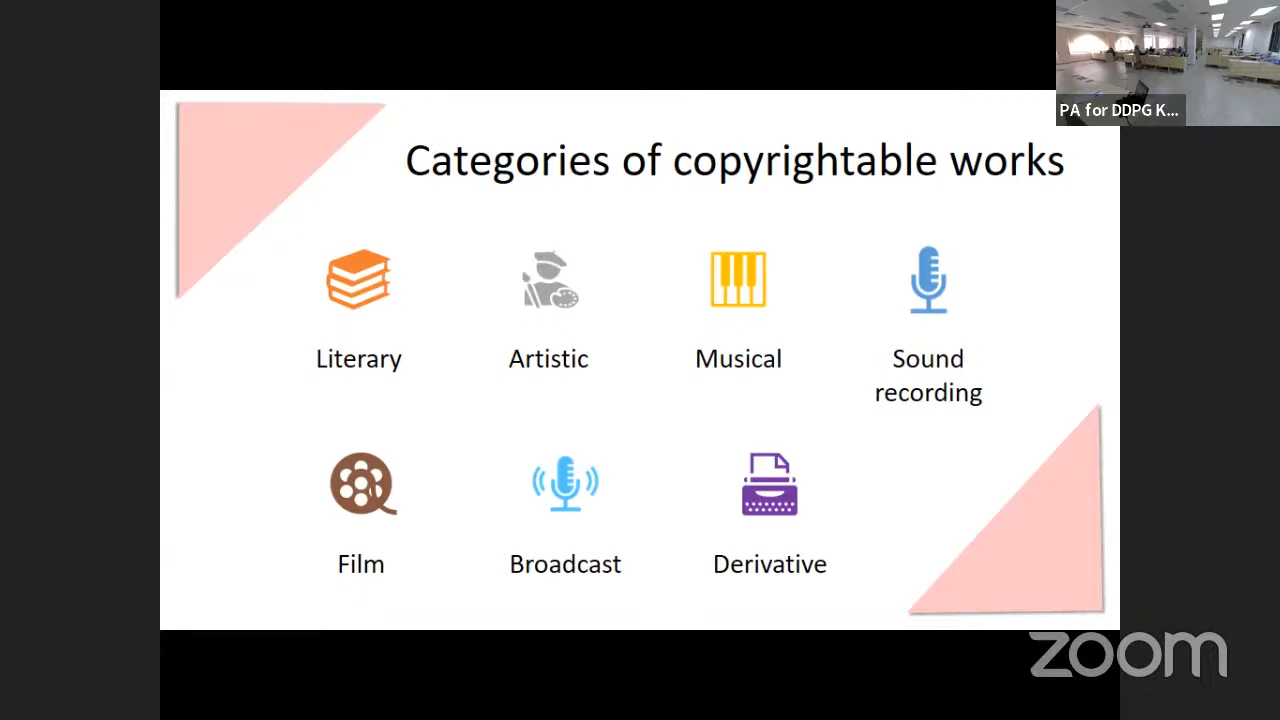 PA for DDPG K...
Categories of copyrightable works
Literary
Artistic
Musical
Sound
recording
Film
Broadcast
Derivative
zoom